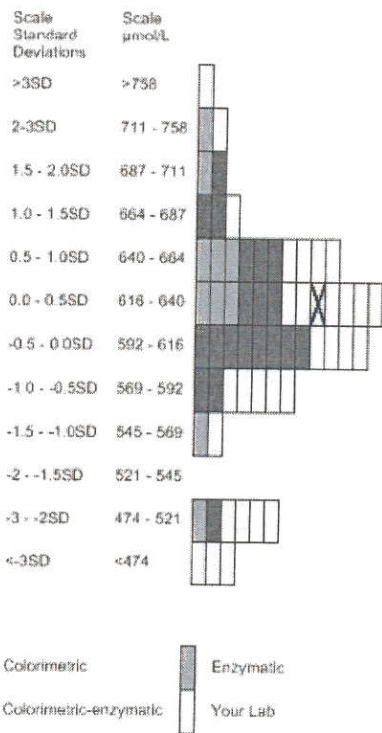 Scale Scale
Standard µmol/L
Deviations
>3SD >758
2-3SD 711 - 758
1.5 - 2.0SD 687 - 711
1.0 - 1.5SD 664 - 687
0.5 - 1.0SD 640 - 664
0.0 - 0.5SD 616 - 640
-0.5 - 0.0SD 592 - 616
-1.0 - -0.5SD 569 - 592
-1.5 - -1.0SD 545 - 569
-2 - -1.5SD 521 - 545
-3 - -2SD 474 - 521
<-3SD <474
X
Colorimetric Enzymatic
Colorimetric-enzymatic Your Lab